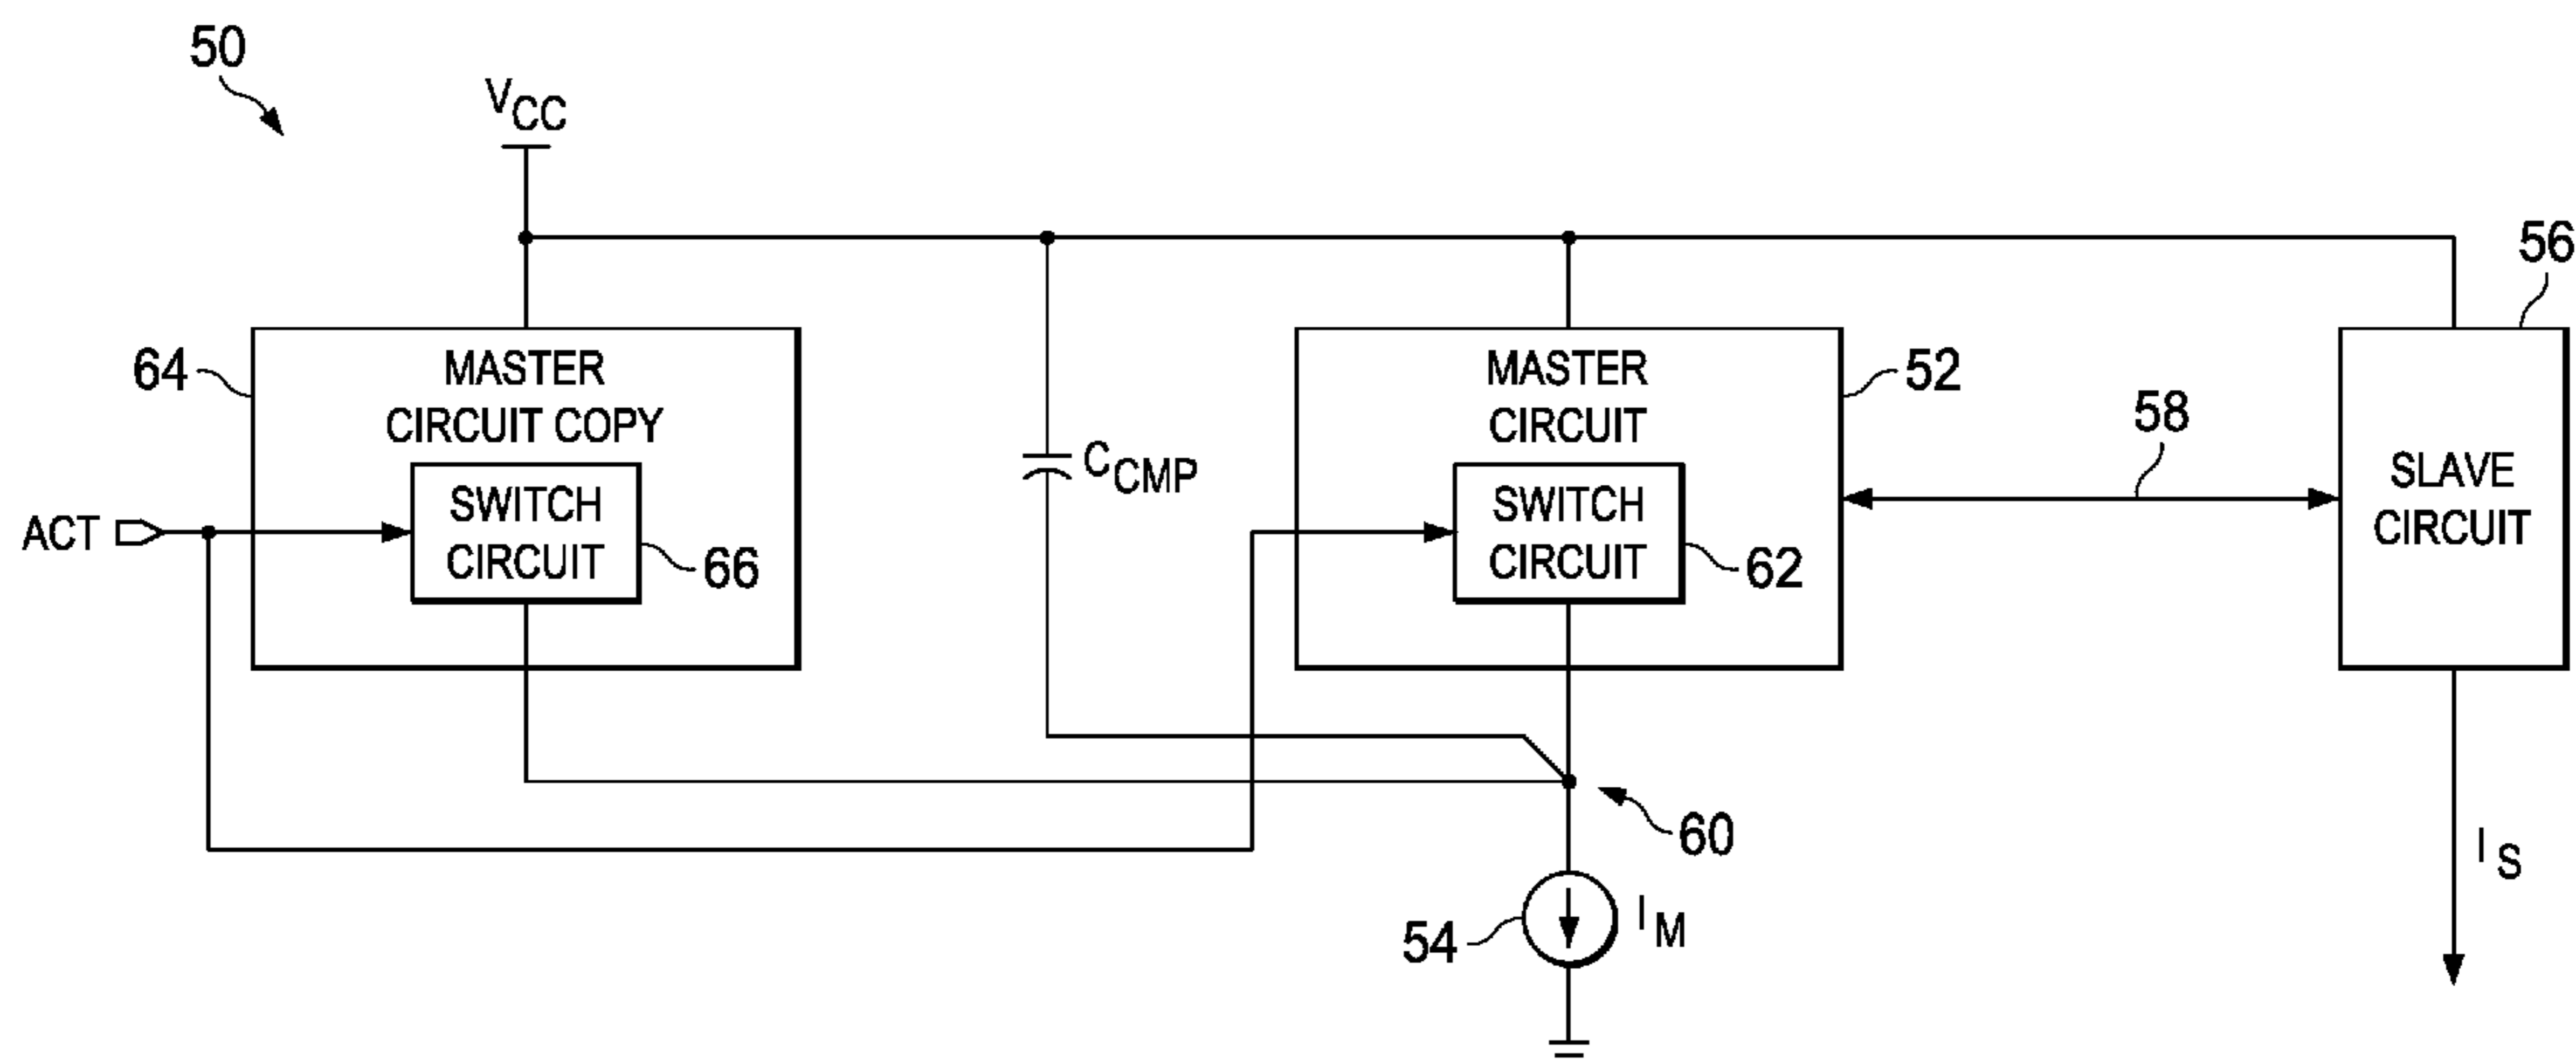 50
VCC
56
64
MASTER
CIRCUIT COPY
SWITCH
CIRCUIT
66
ACT
CCMP
MASTER
CIRCUIT
52
SWITCH
CIRCUIT
62
58
SLAVE
CIRCUIT
60
54
IM
IS